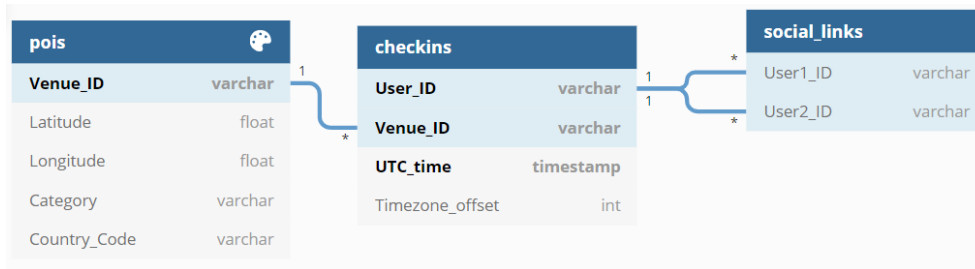 pois
Venue_ID varchar
Latitude float
Longitude float
Category varchar
Country_Code varchar
1
*
checkins
User_ID varchar
Venue_ID varchar
UTC_time timestamp
Timezone_offset int
1
1
*
*
social_links
User1_ID varchar
User2_ID varchar